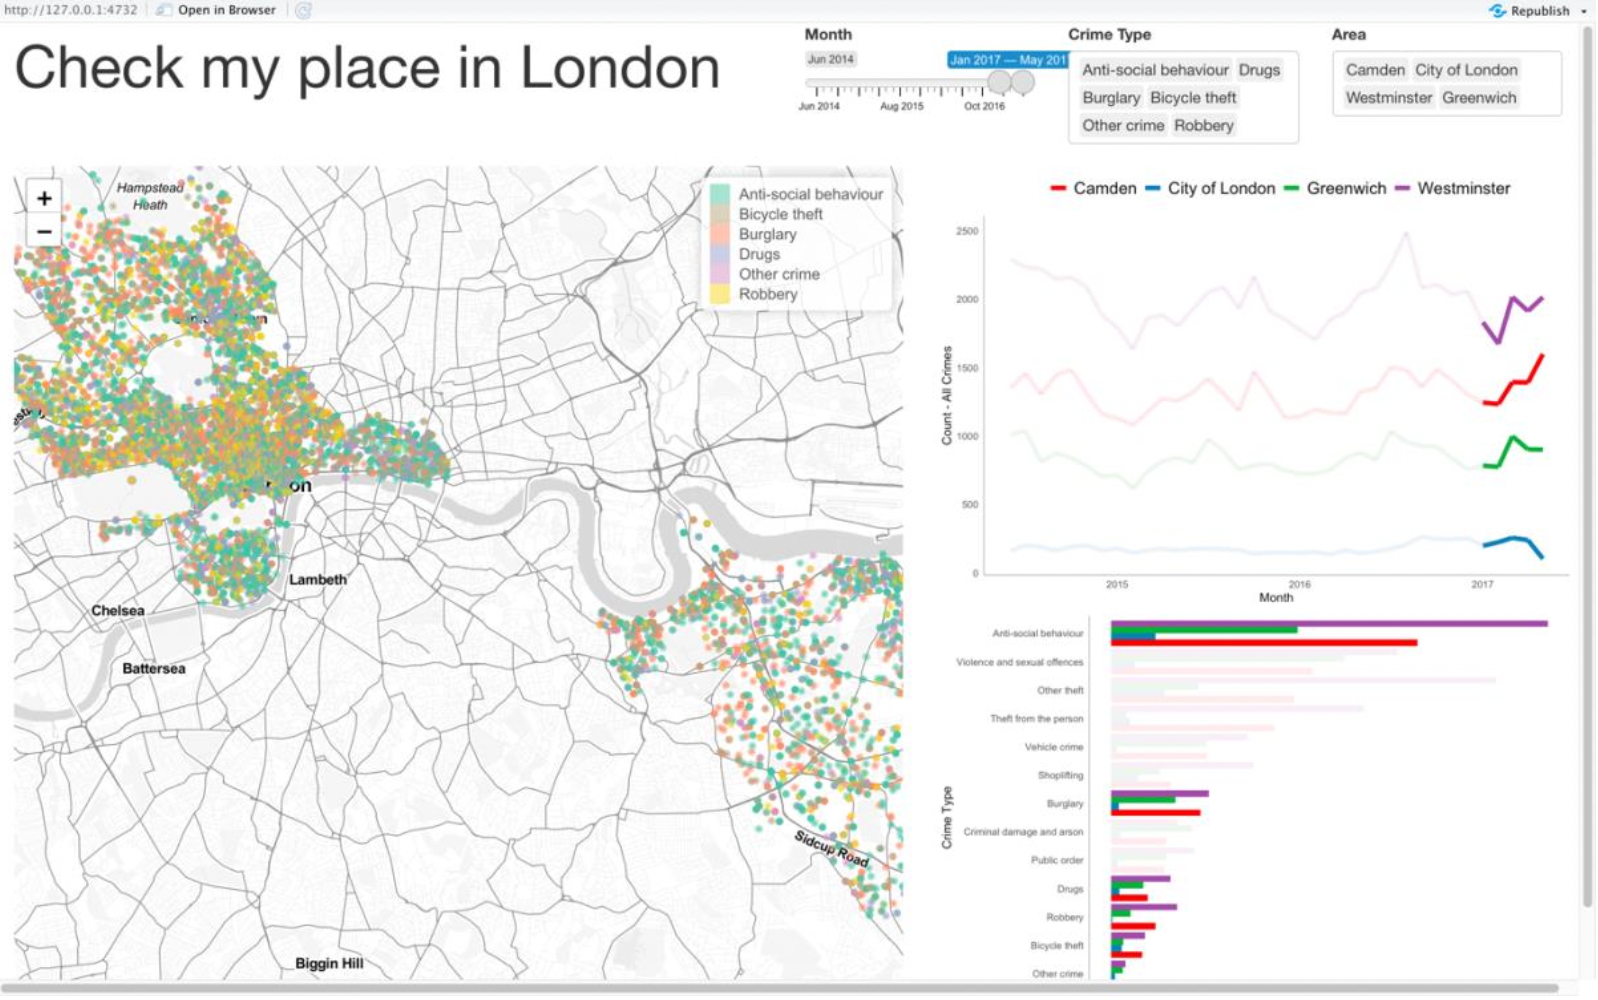 http://127.0.0.1:4732 Open in Browser Republish
Check my place in London
Month
Jun 2014 Jan 2017 — May 201
Jun 2014 Aug 2015 Oct 2016
Crime Type
Anti-social behaviour Drugs
Burglary Bicycle theft
Other crime Robbery
Area
Camden City of London
Westminster Greenwich
+
−
Hampstead
Heath
on
Lambeth
Chelsea
Battersea
Sidcup Road
Biggin Hill
Anti-social behaviour
Bicycle theft
Burglary
Drugs
Other crime
Robbery
Camden City of London Greenwich Westminster
Count - All Crimes
2500
2000
1500
1000
500
0
2015 2016 2017
Month
Crime Type
Anti-social behaviour
Violence and sexual offences
Other theft
Theft from the person
Vehicle crime
Shoplifting
Burglary
Criminal damage and arson
Public order
Drugs
Robbery
Bicycle theft
Other crime